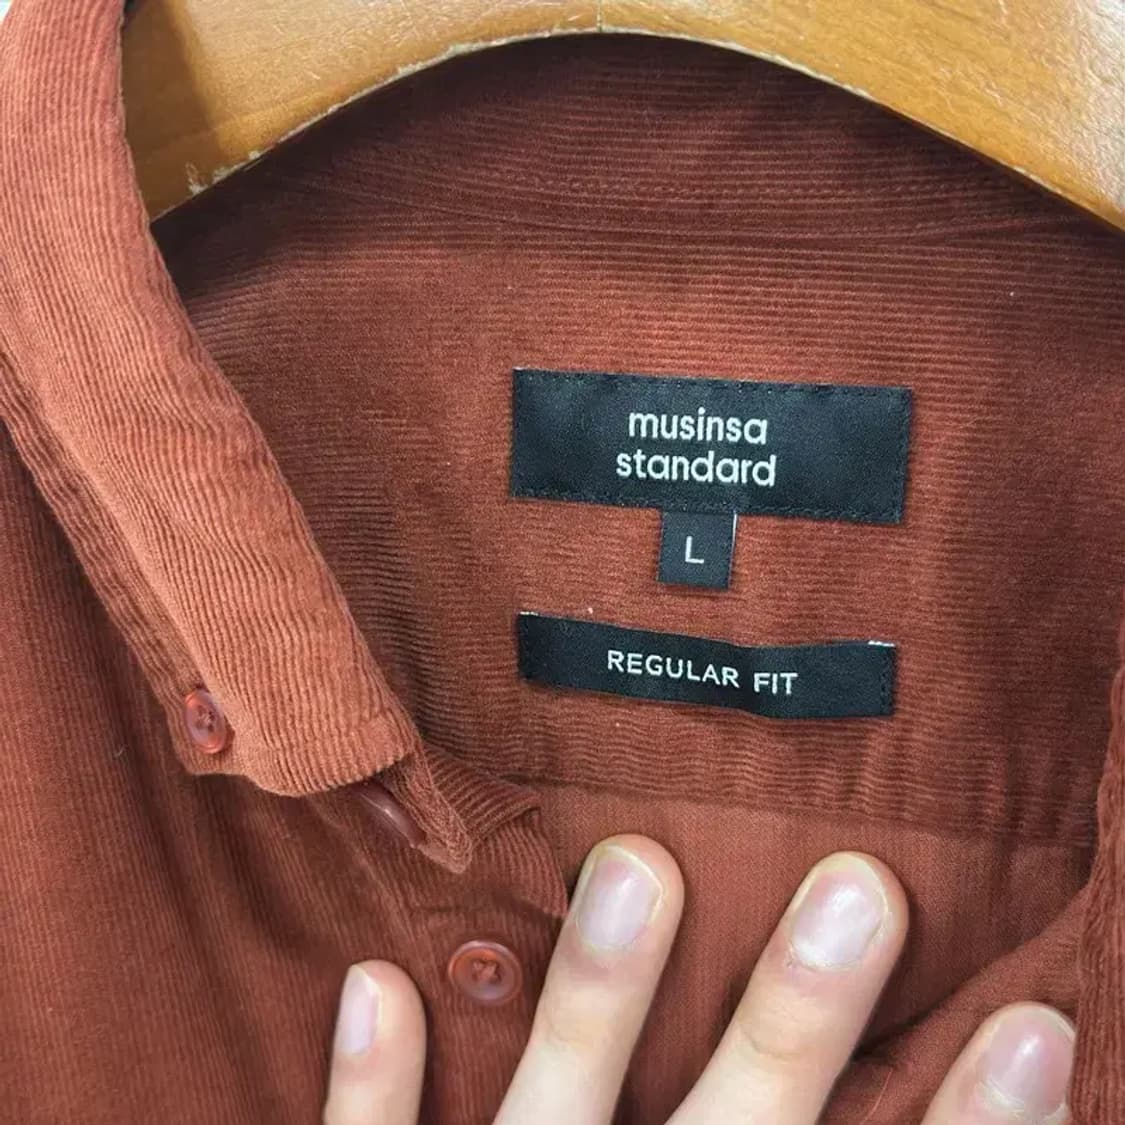 musinsa
standard
L
REGULAR FIT